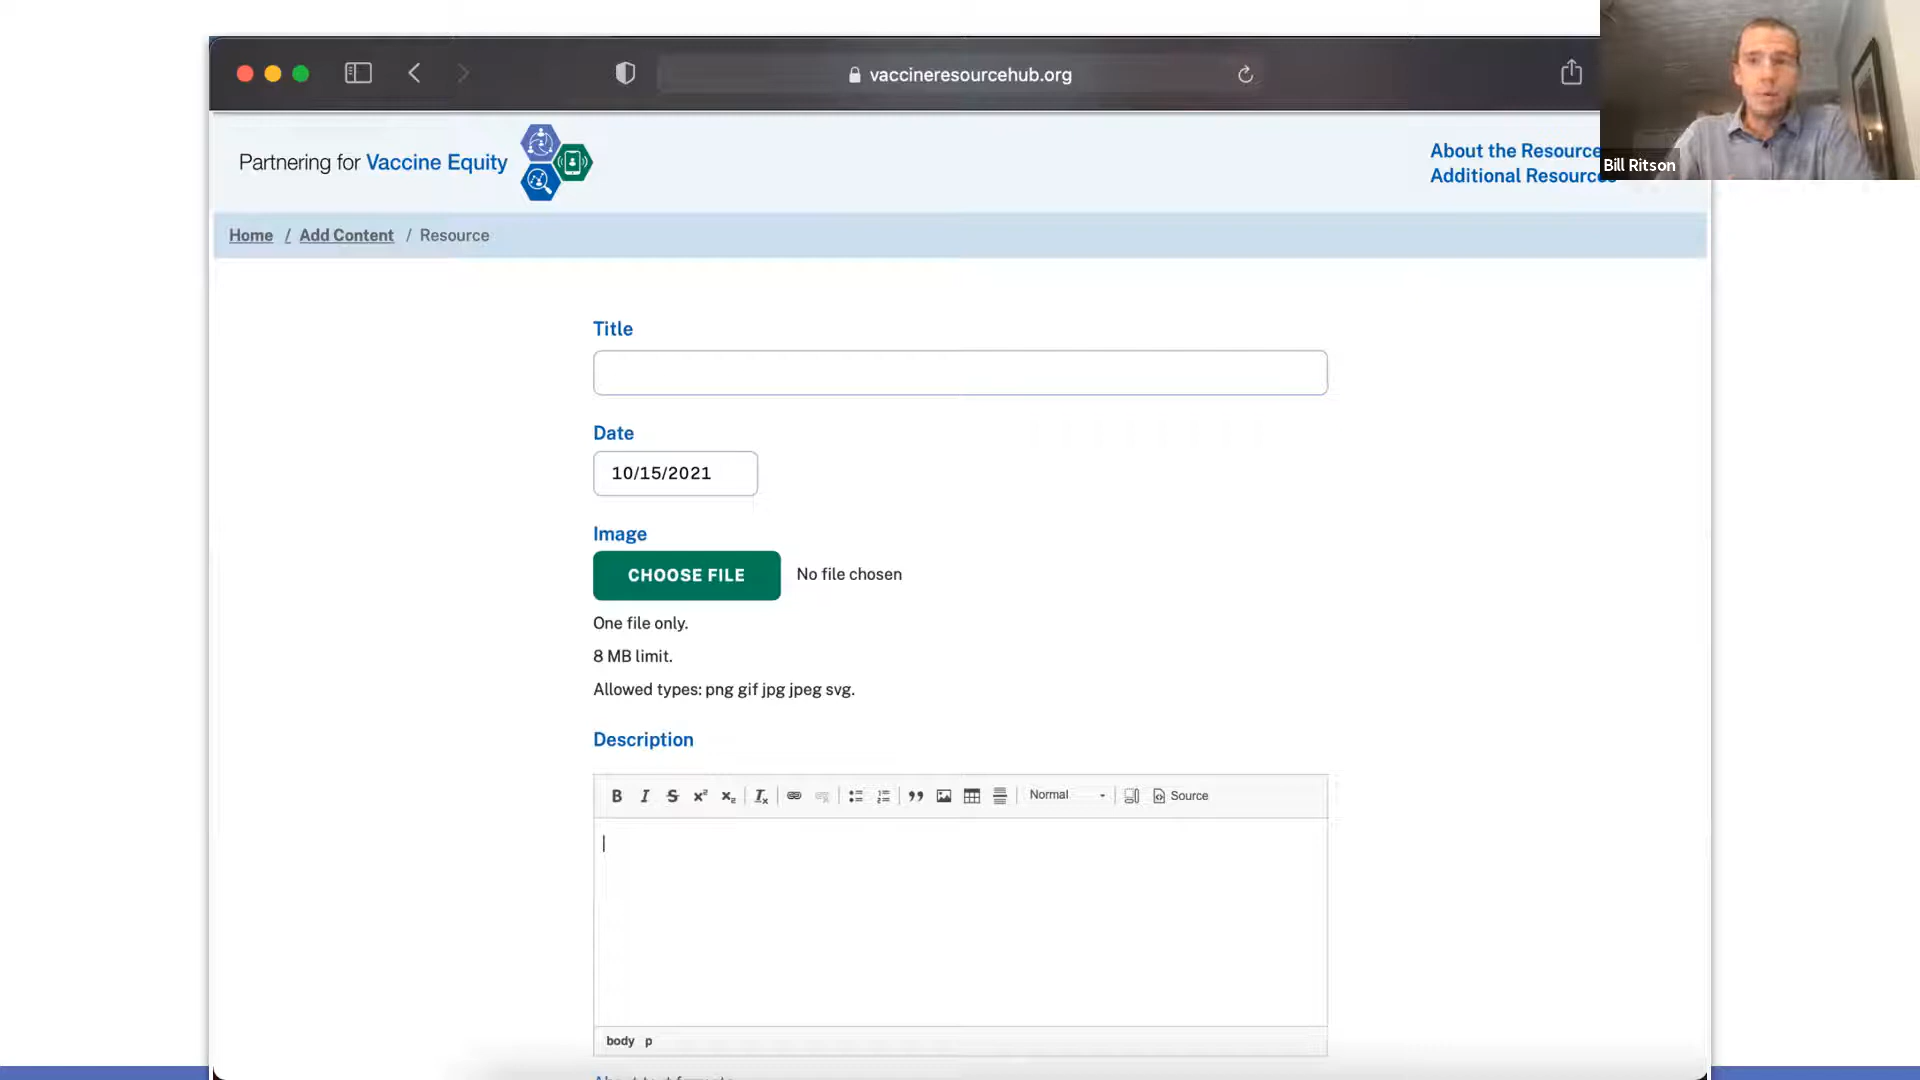 vaccineresourcehub.org
Partnering for Vaccine Equity
About the Resource
Additional Resources
Bill Ritson
Home / Add Content / Resource
Title
Date
10/15/2021
Image
CHOOSE FILE No file chosen
One file only.
8 MB limit.
Allowed types: png gif jpg jpeg svg.
Description
Normal Source
body p